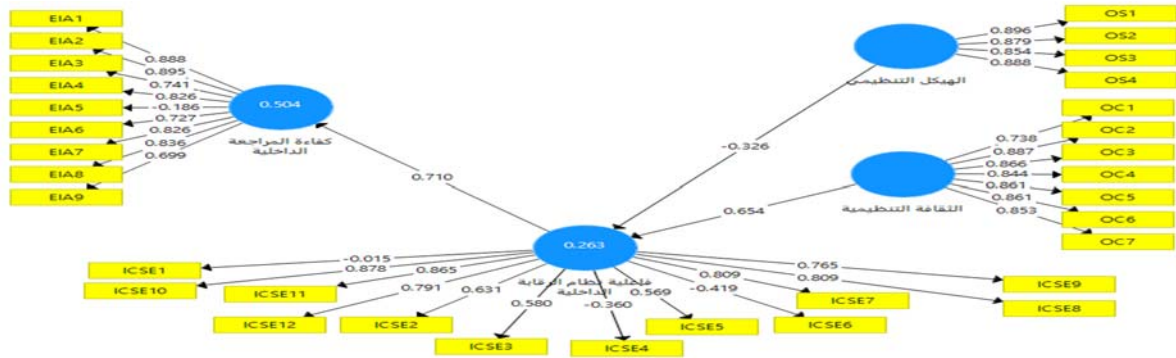 EIA1
EIA2
EIA3
EIA4
EIA5
EIA6
EIA7
EIA8
EIA9
0.888
0.895
0.741
0.826
-0.186
0.727
0.826
0.836
0.699
0.504
كفاءة المراجعة
الداخلية
0.710
OS1
OS2
OS3
OS4
0.896
0.879
0.854
0.888
الهيكل التنظيمي
-0.326
OC1
OC2
OC3
OC4
OC5
OC6
OC7
0.738
0.887
0.866
0.844
0.861
0.861
0.853
الثقافة التنظيمية
0.654
0.263
فاعلية نظام الرقابة
الداخلية
-0.015
0.878
0.865
0.791
0.631
0.580
-0.360
0.569
-0.419
0.809
0.809
0.765
ICSE1
ICSE10
ICSE11
ICSE12
ICSE2
ICSE3
ICSE4
ICSE5
ICSE6
ICSE7
ICSE8
ICSE9